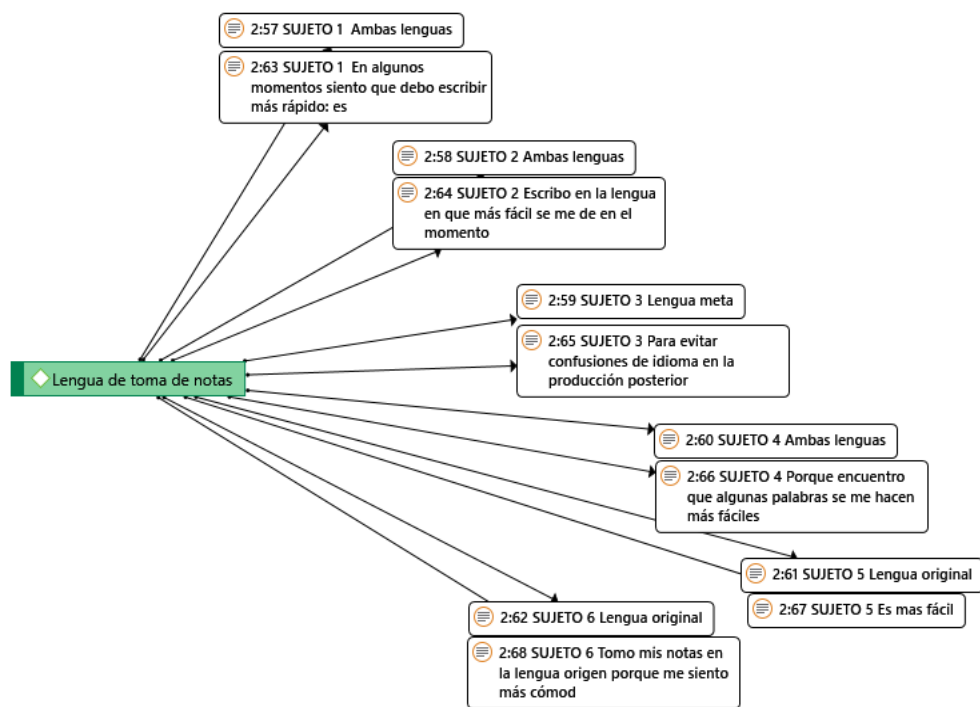 2:57 SUJETO 1 Ambas lenguas
2:63 SUJETO 1 En algunos
momentos siento que debo escribir
más rápido: es
2:58 SUJETO 2 Ambas lenguas
2:64 SUJETO 2 Escribo en la lengua
en que más fácil se me de en el
momento
2:59 SUJETO 3 Lengua meta
2:65 SUJETO 3 Para evitar
confusiones de idioma en la
producción posterior
Lengua de toma de notas
2:60 SUJETO 4 Ambas lenguas
2:66 SUJETO 4 Porque encuentro
que algunas palabras se me hacen
más fáciles
2:61 SUJETO 5 Lengua original
2:67 SUJETO 5 Es mas fácil
2:62 SUJETO 6 Lengua original
2:68 SUJETO 6 Tomo mis notas en
la lengua origen porque me siento
más cómod